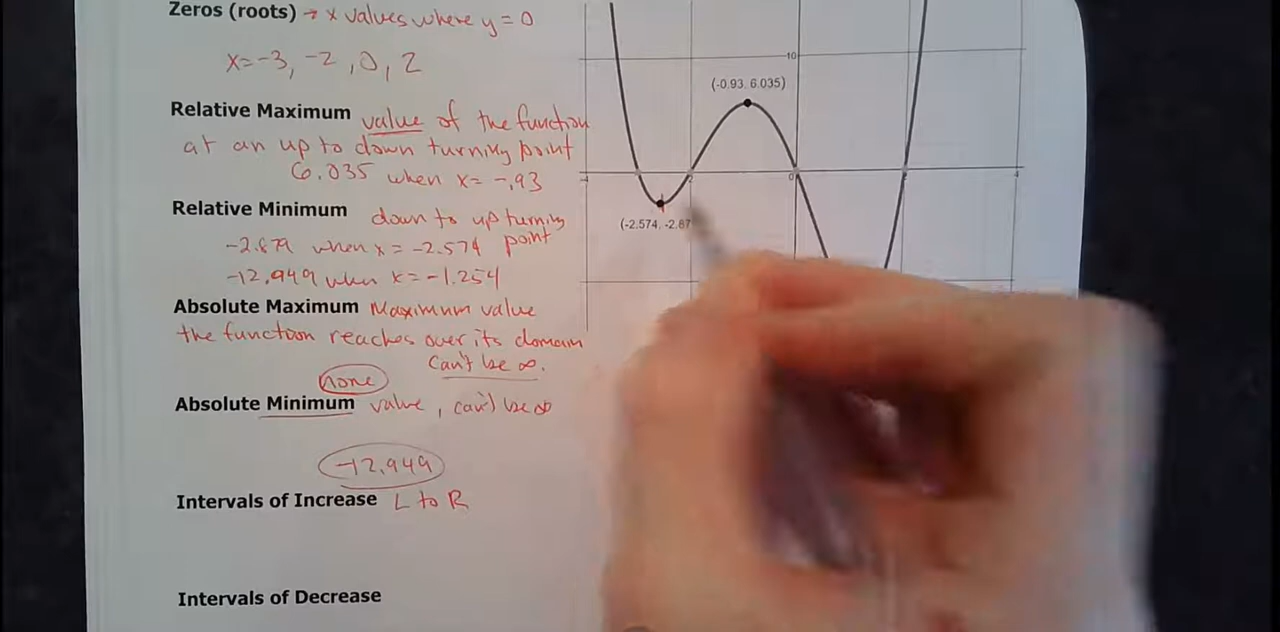 Zeros (roots) → x values where y = 0
x = -3, -2, 0, 2
10
(-0.93, 6.035)
Relative Maximum value of the function
at an up to down turning point
6.035 when x = -.93
-4
0
4
Relative Minimum down to up turning
point
(-2.574, -2.87
-2.879 when x = -2.574
-12.949 when x = -1.254
Absolute Maximum Maximum value
the function reaches over its domain
can't be ∞.
none
Absolute Minimum value, can't be ∞
-12.949
Intervals of Increase L to R
Intervals of Decrease